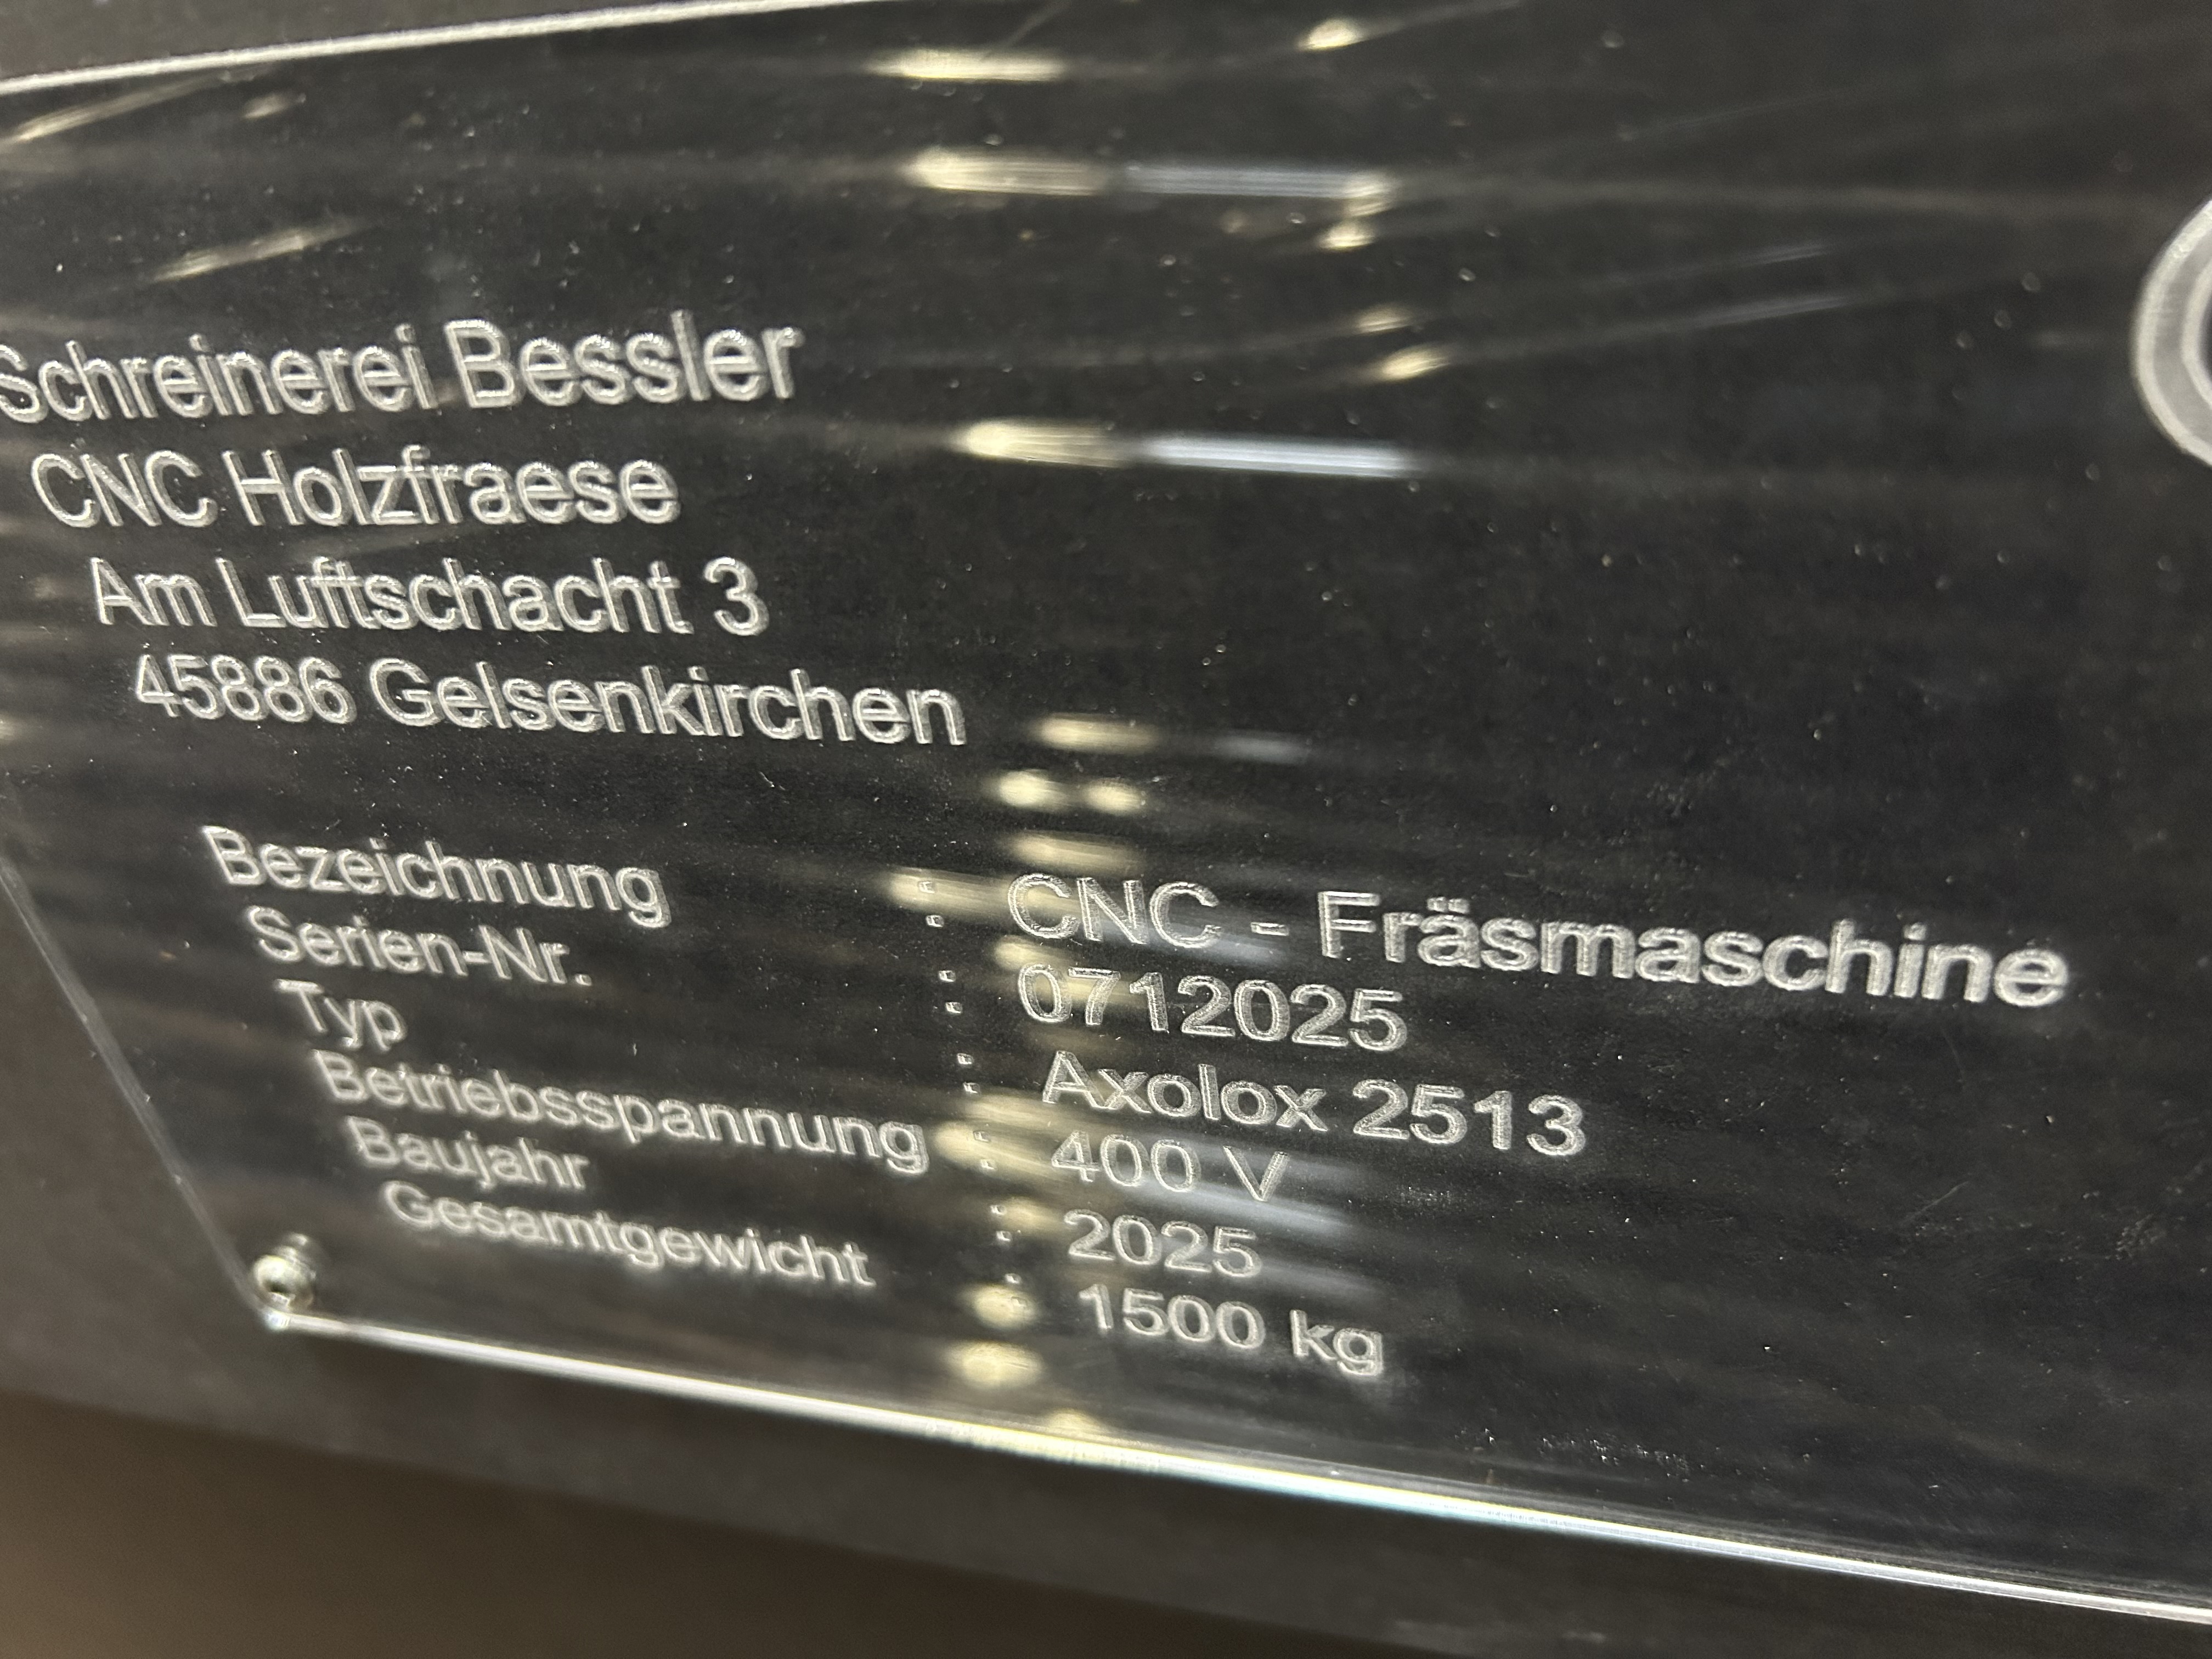 Schreinerei Bessler
CNC Holzfraese
Am Luftschacht 3
45886 Gelsenkirchen
Bezeichnung : CNC - Fräsmaschine
Serien-Nr. : 0712025
Typ : Axolox 2513
Betriebsspannung : 400 V
Baujahr : 2025
Gesamtgewicht : 1500 kg